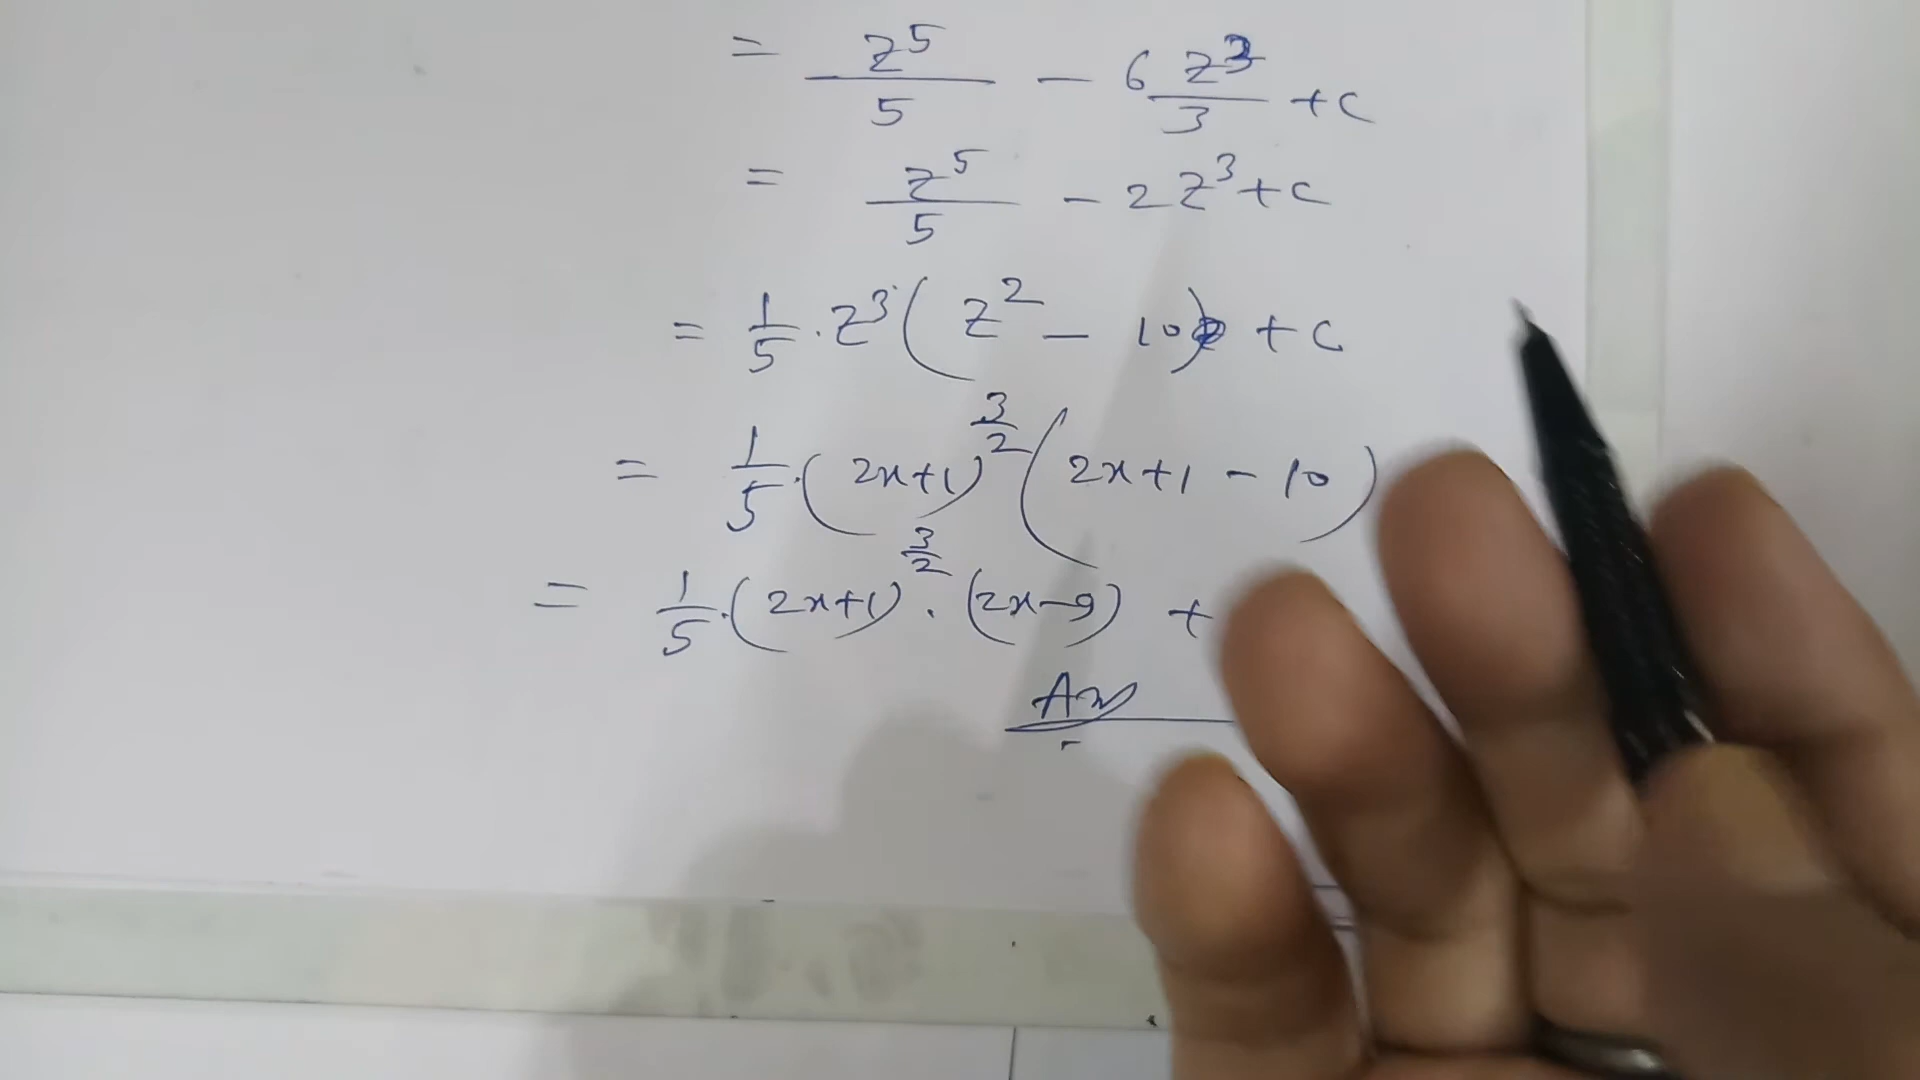 = z^5/5 - 6 z^3/3 + c
= z^5/5 - 2z^3 + c
= 1/5 . z^3 (z^2 - 10) + c
= 1/5 . (2x+1)^3/2 (2x+1 - 10)
= 1/5 . (2x+1)^3/2 . (2x-9) +
Ans